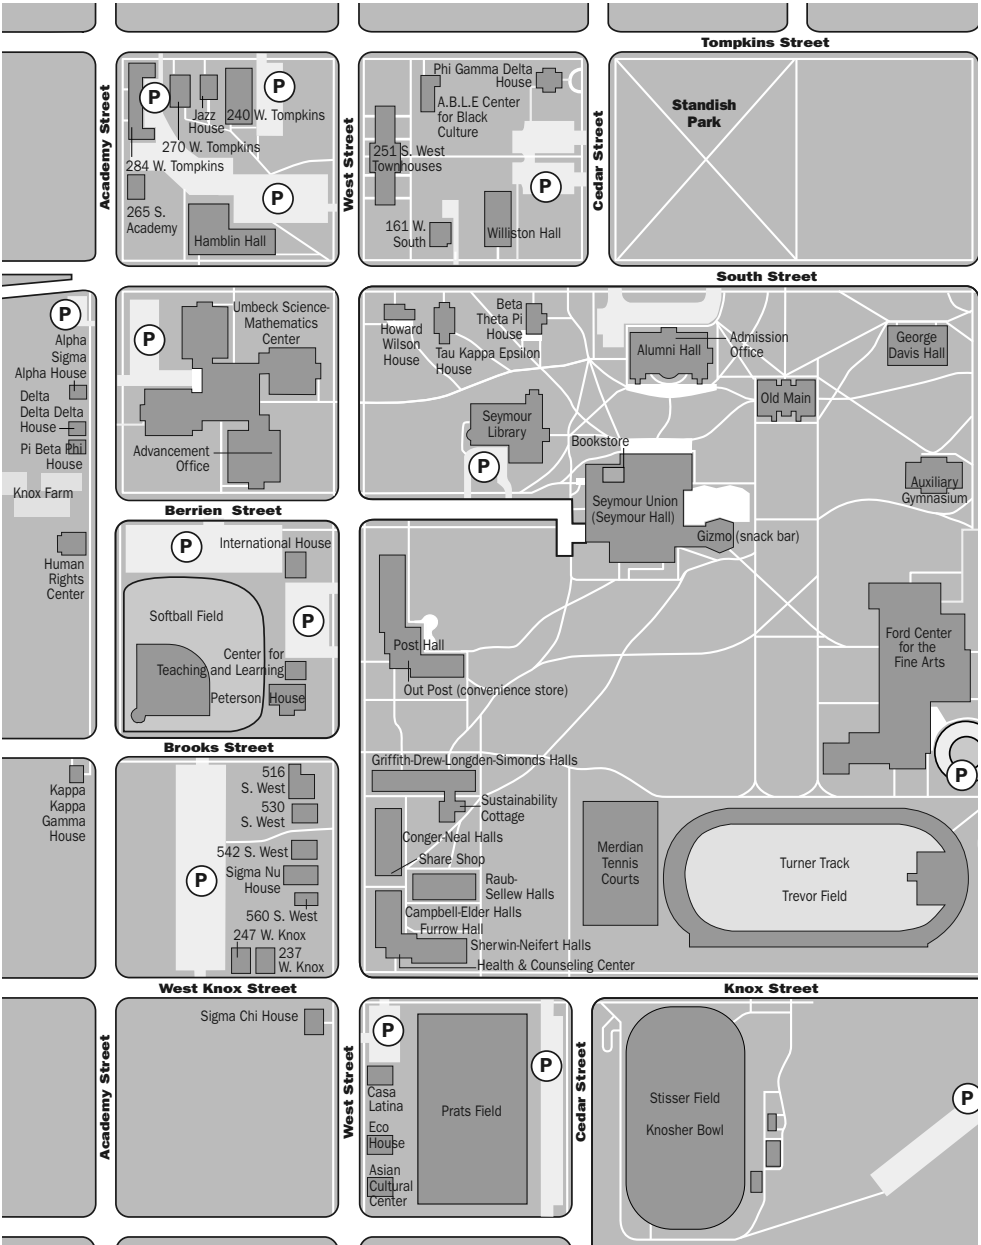 Tompkins Street
Academy Street
West Street
Cedar Street
P
P
Jazz
House
240 W. Tompkins
270 W. Tompkins
284 W. Tompkins
P
265 S.
Academy
Hamblin Hall
Phi Gamma Delta
House
A.B.L.E Center
for Black
Culture
251 S. West
Townhouses
P
161 W.
South
Williston Hall
Standish
Park
South Street
P
Alpha
Sigma
Alpha House
Delta
Delta Delta
House
Pi Beta Phi
House
Knox Farm
Human
Rights
Center
P
Umbeck Science-
Mathematics
Center
Advancement
Office
Howard
Wilson
House
Tau Kappa Epsilon
House
Beta
Theta Pi
House
Alumni Hall
Admission
Office
George
Davis Hall
Old Main
Seymour
Library
P
Bookstore
Seymour Union
(Seymour Hall)
Gizmo (snack bar)
Auxiliary
Gymnasium
Berrien Street
P
International House
Softball Field
P
Center for
Teaching and Learning
Peterson House
Post Hall
Out Post (convenience store)
Ford Center
for the
Fine Arts
P
Brooks Street
Kappa
Kappa
Gamma
House
516
S. West
530
S. West
542 S. West
P
Sigma Nu
House
560 S. West
247 W. Knox
237
W. Knox
Griffith-Drew-Longden-Simonds Halls
Sustainability
Cottage
Conger-Neal Halls
Share Shop
Raub-
Sellew Halls
Campbell-Elder Halls
Furrow Hall
Sherwin-Neifert Halls
Health & Counseling Center
Merdian
Tennis
Courts
Turner Track
Trevor Field
West Knox Street
Knox Street
Academy Street
West Street
Cedar Street
Sigma Chi House
P
Casa
Latina
Eco
House
Asian
Cultural
Center
Prats Field
P
Stisser Field
Knosher Bowl
P